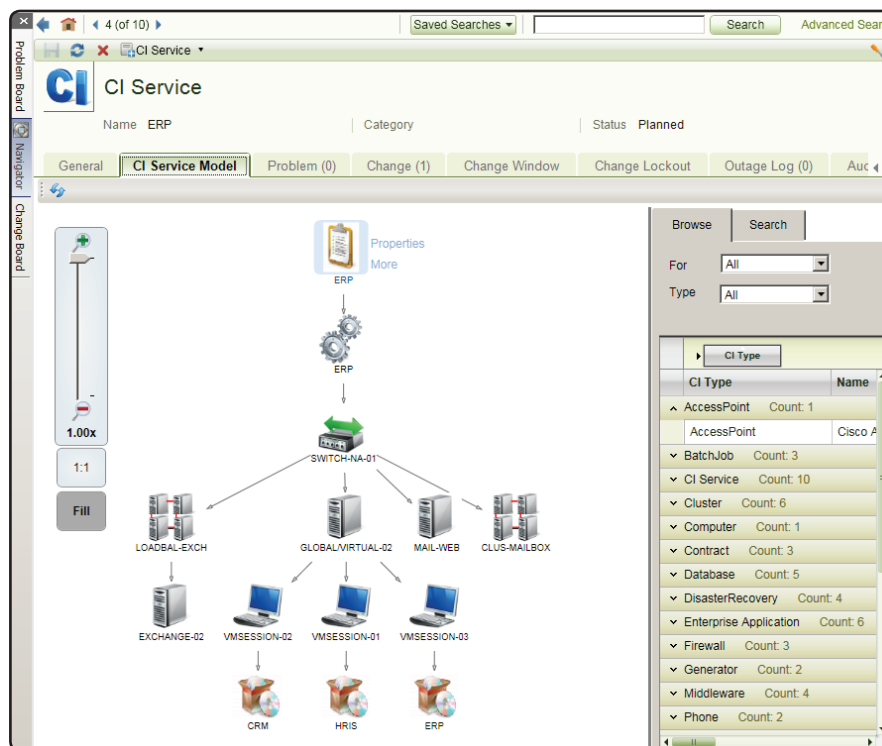 4 (of 10)
Saved Searches
Search
Advanced Sear
CI Service
CI
CI Service
Name ERP
Category
Status Planned
General
CI Service Model
Problem (0)
Change (1)
Change Window
Change Lockout
Outage Log (0)
Auc
Problem Board
Navigator
Change Board
1.00x
1:1
Fill
Properties
More
ERP
ERP
SWITCH-NA-01
LOADBAL-EXCH
GLOBAL/VIRTUAL-02
MAIL-WEB
CLUS-MAILBOX
EXCHANGE-02
VMSESSION-02
VMSESSION-01
VMSESSION-03
CRM
HRIS
ERP
Browse
Search
For All
Type All
CI Type
CI Type Name
AccessPoint Count: 1
AccessPoint Cisco A
BatchJob Count: 3
CI Service Count: 10
Cluster Count: 6
Computer Count: 1
Contract Count: 3
Database Count: 5
DisasterRecovery Count: 4
Enterprise Application Count: 6
Firewall Count: 3
Generator Count: 2
Middleware Count: 4
Phone Count: 2